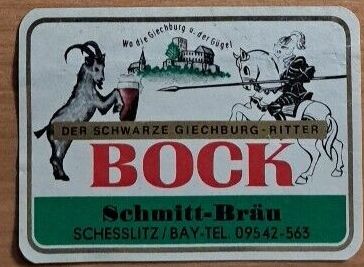 Wo die Giechburg u. der Gügel
DER SCHWARZE GIECHBURG-RITTER
BOCK
Schmitt-Bräu
SCHESSLITZ/BAY-TEL. 09542-563